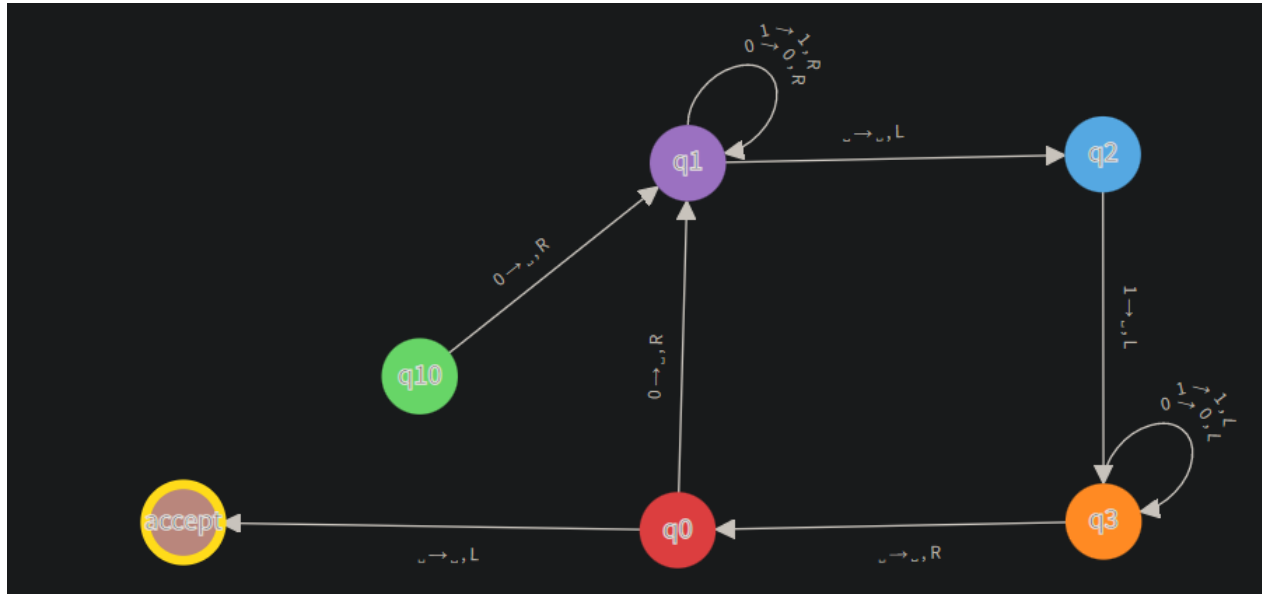 1→1,R
0→0,R
␣→␣,L
q1
q2
0→␣,R
1→␣,L
0→␣,R
q10
1→1,L
0→0,L
accept
q0
q3
␣→␣,L
␣→␣,R